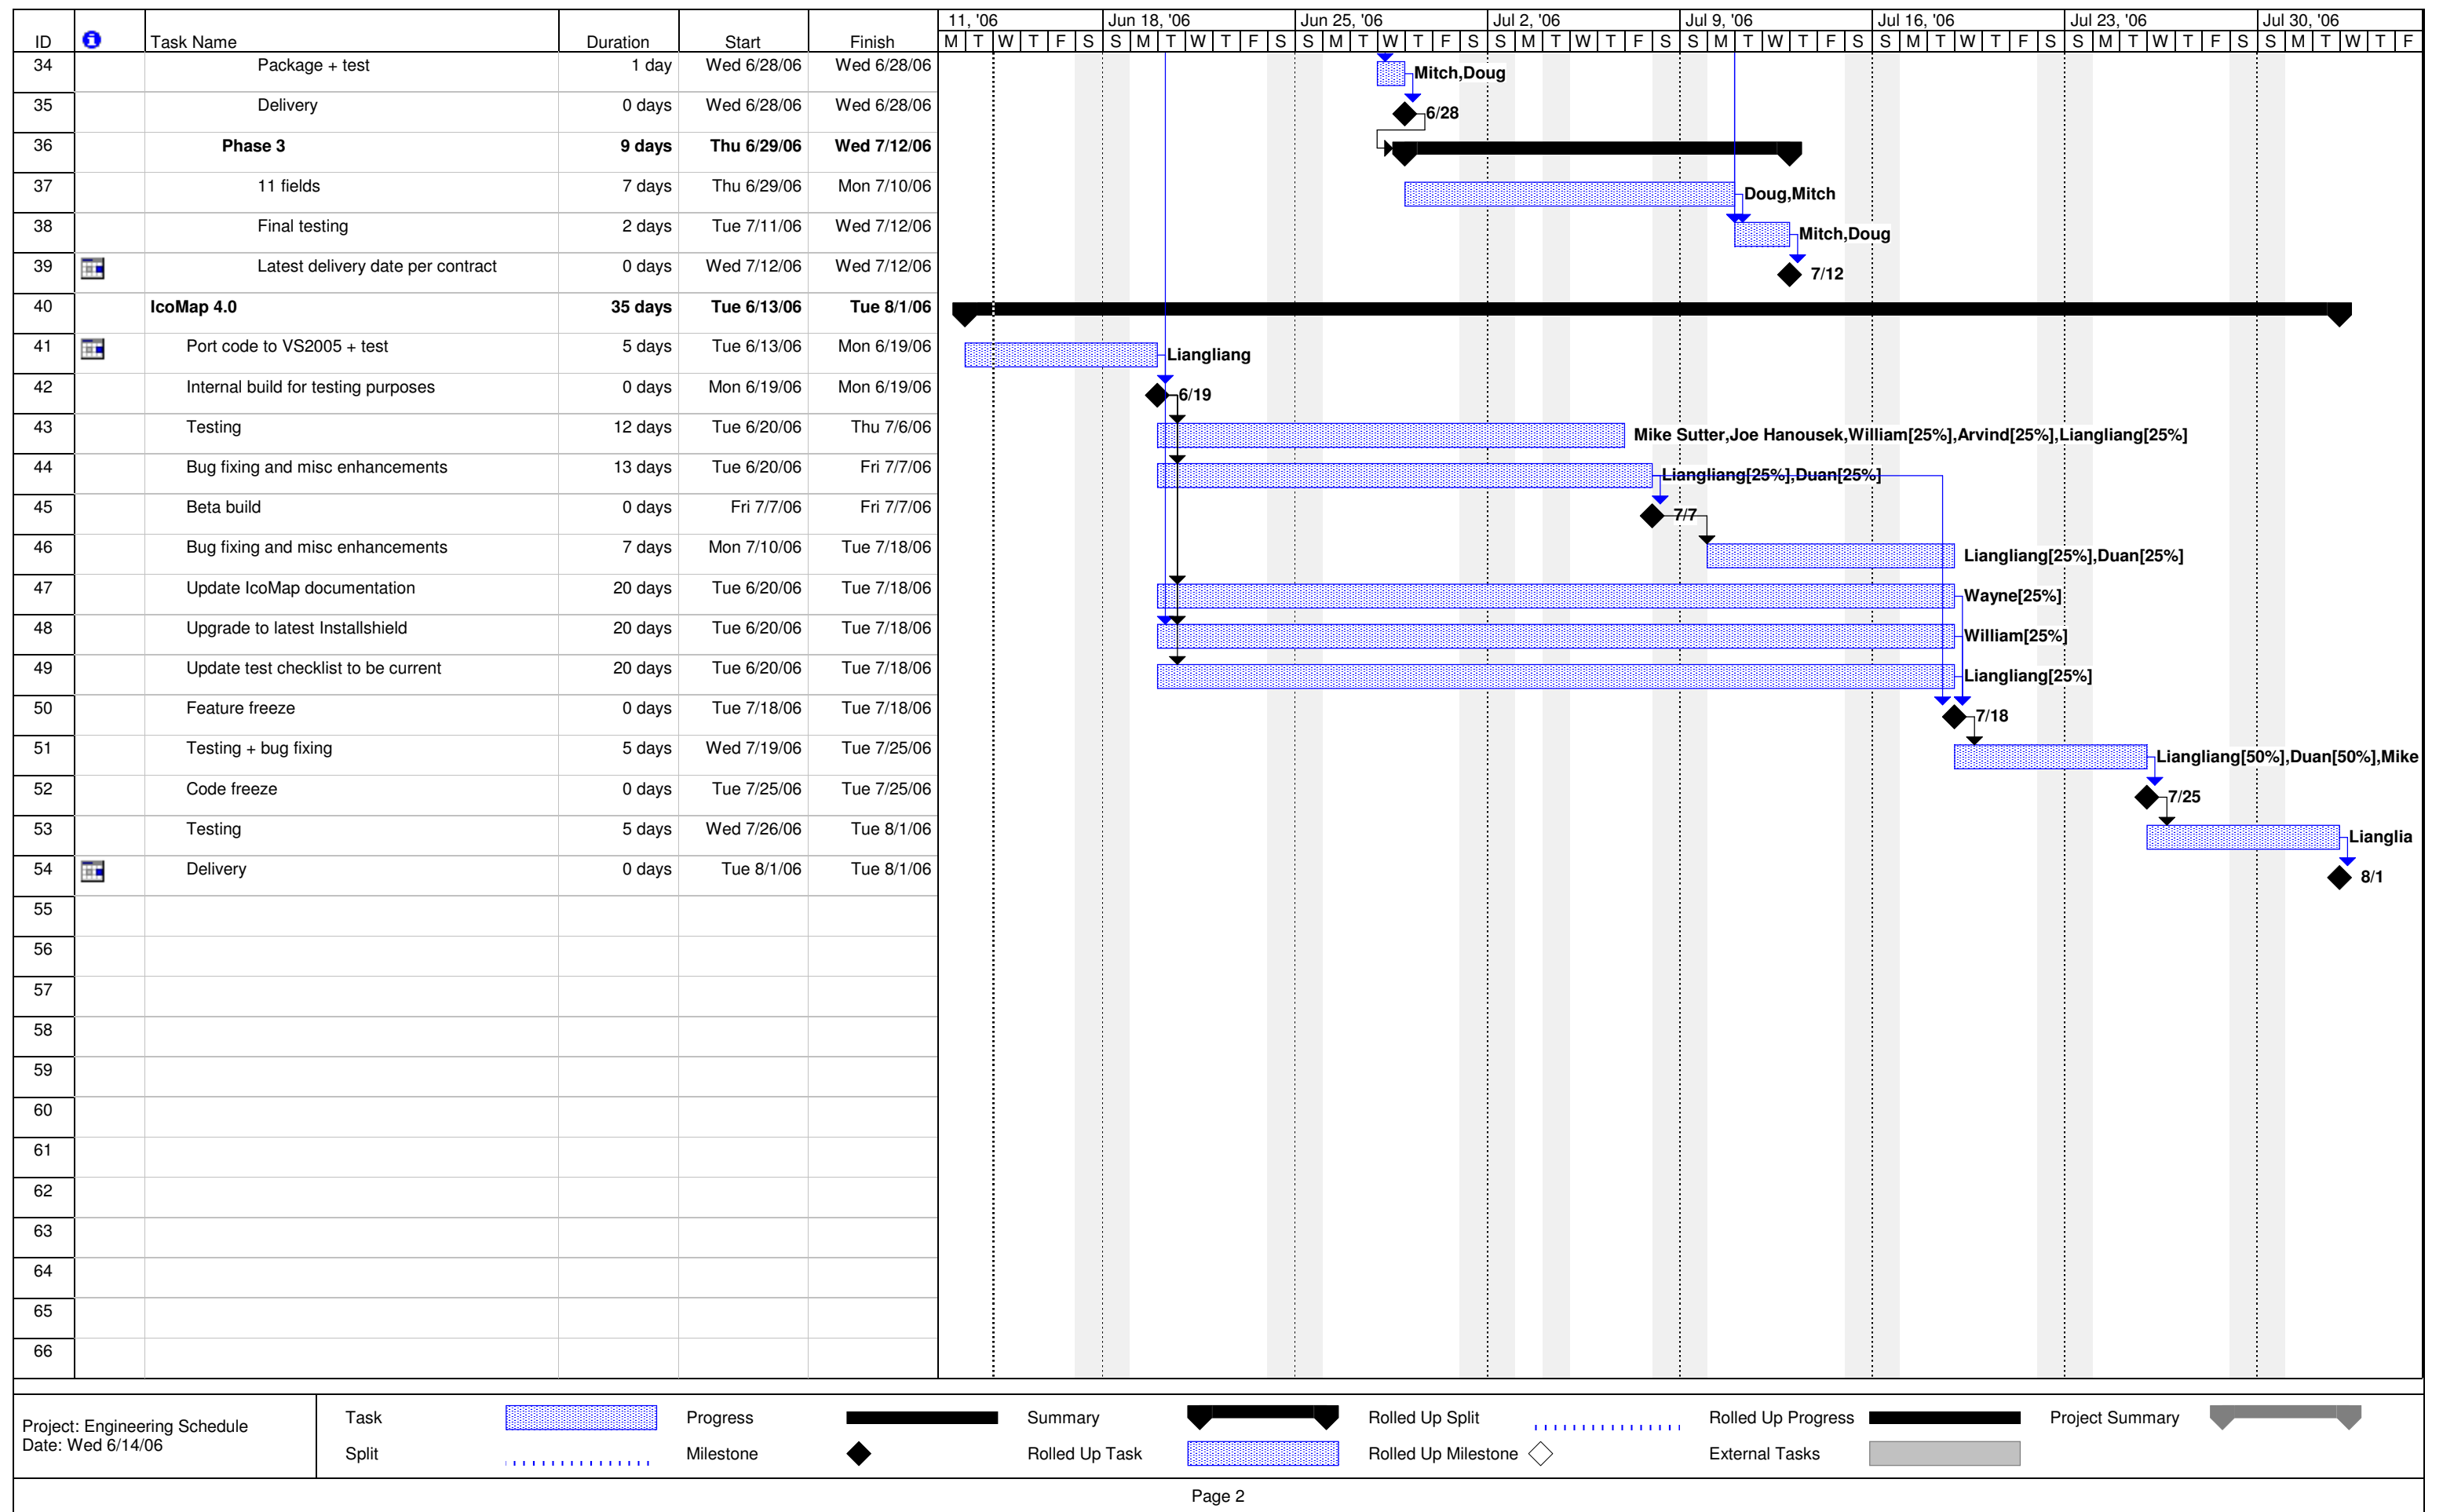 11, '06 Jun 18, '06 Jun 25, '06 Jul 2, '06 Jul 9, '06 Jul 16, '06 Jul 23, '06 Jul 30, '06
ID Task Name Duration Start Finish M T W T F S S M T W T F S S M T W T F S S M T W T F S S M T W T F S S M T W T F S S M T W T F S S M T W T F
34 Package + test 1 day Wed 6/28/06 Wed 6/28/06 Mitch,Doug
35 Delivery 0 days Wed 6/28/06 Wed 6/28/06 6/28
36 Phase 3 9 days Thu 6/29/06 Wed 7/12/06
37 11 fields 7 days Thu 6/29/06 Mon 7/10/06 Doug,Mitch
38 Final testing 2 days Tue 7/11/06 Wed 7/12/06 Mitch,Doug
39 Latest delivery date per contract 0 days Wed 7/12/06 Wed 7/12/06 7/12
40 IcoMap 4.0 35 days Tue 6/13/06 Tue 8/1/06
41 Port code to VS2005 + test 5 days Tue 6/13/06 Mon 6/19/06 Liangliang
42 Internal build for testing purposes 0 days Mon 6/19/06 Mon 6/19/06 6/19
43 Testing 12 days Tue 6/20/06 Thu 7/6/06 Mike Sutter,Joe Hanousek,William[25%],Arvind[25%],Liangliang[25%]
44 Bug fixing and misc enhancements 13 days Tue 6/20/06 Fri 7/7/06 Liangliang[25%],Duan[25%]
45 Beta build 0 days Fri 7/7/06 Fri 7/7/06 7/7
46 Bug fixing and misc enhancements 7 days Mon 7/10/06 Tue 7/18/06 Liangliang[25%],Duan[25%]
47 Update IcoMap documentation 20 days Tue 6/20/06 Tue 7/18/06 Wayne[25%]
48 Upgrade to latest Installshield 20 days Tue 6/20/06 Tue 7/18/06 William[25%]
49 Update test checklist to be current 20 days Tue 6/20/06 Tue 7/18/06 Liangliang[25%]
50 Feature freeze 0 days Tue 7/18/06 Tue 7/18/06 7/18
51 Testing + bug fixing 5 days Wed 7/19/06 Tue 7/25/06 Liangliang[50%],Duan[50%],Mike
52 Code freeze 0 days Tue 7/25/06 Tue 7/25/06 7/25
53 Testing 5 days Wed 7/26/06 Tue 8/1/06 Lianglia
54 Delivery 0 days Tue 8/1/06 Tue 8/1/06 8/1
55
56
57
58
59
60
61
62
63
64
65
66
Project: Engineering Schedule
Date: Wed 6/14/06
Task Progress Summary Rolled Up Split Rolled Up Progress Project Summary
Split Milestone Rolled Up Task Rolled Up Milestone External Tasks
Page 2